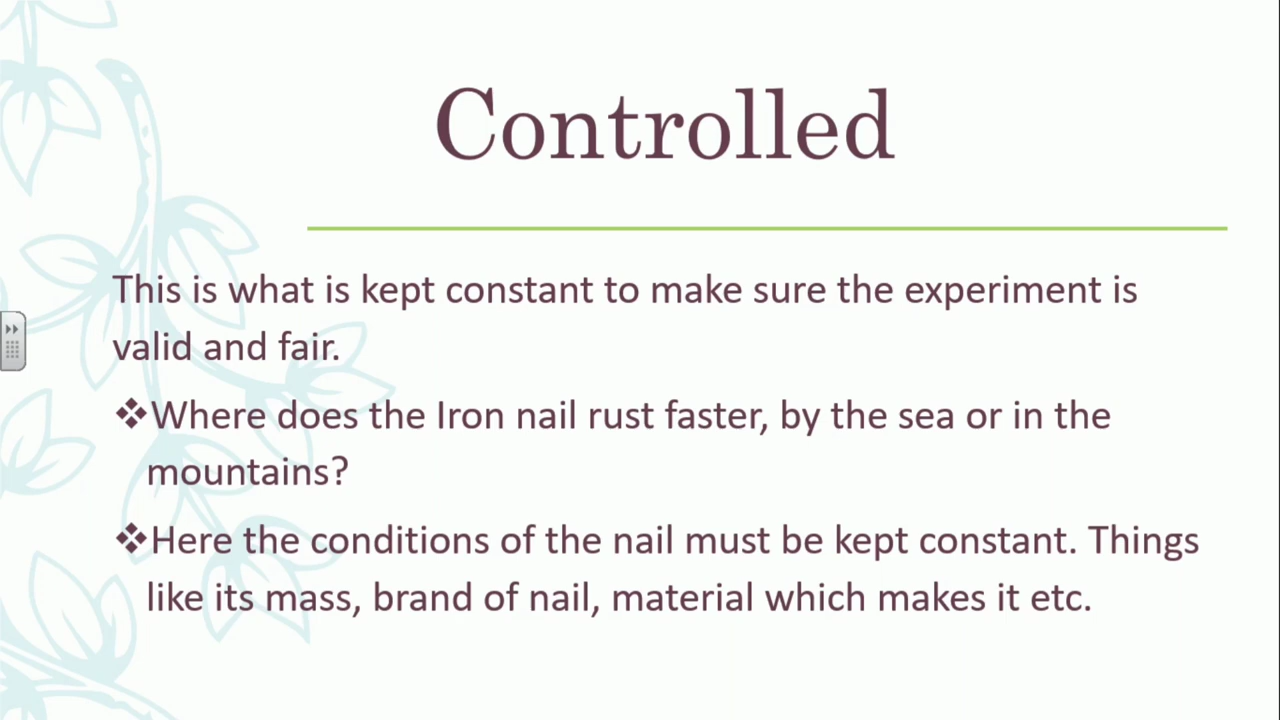 Controlled
This is what is kept constant to make sure the experiment is
valid and fair.
❖Where does the Iron nail rust faster, by the sea or in the
mountains?
❖Here the conditions of the nail must be kept constant. Things
like its mass, brand of nail, material which makes it etc.